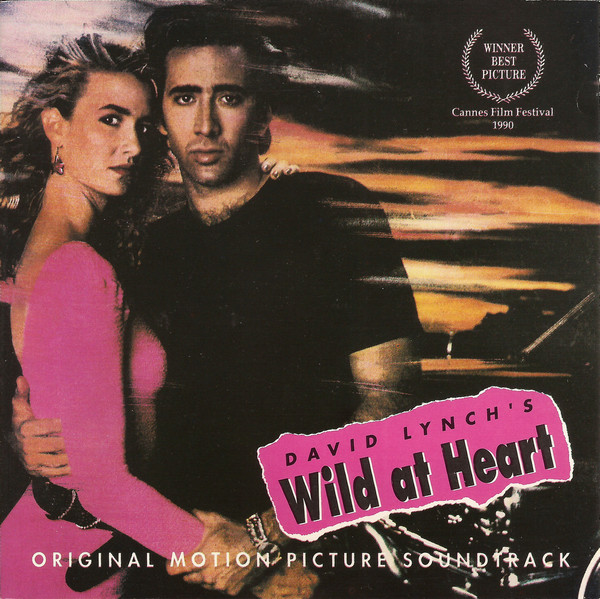 WINNER
BEST
PICTURE
Cannes Film Festival
1990
DAVID LYNCH'S
Wild at Heart
ORIGINAL MOTION PICTURE SOUNDTRACK